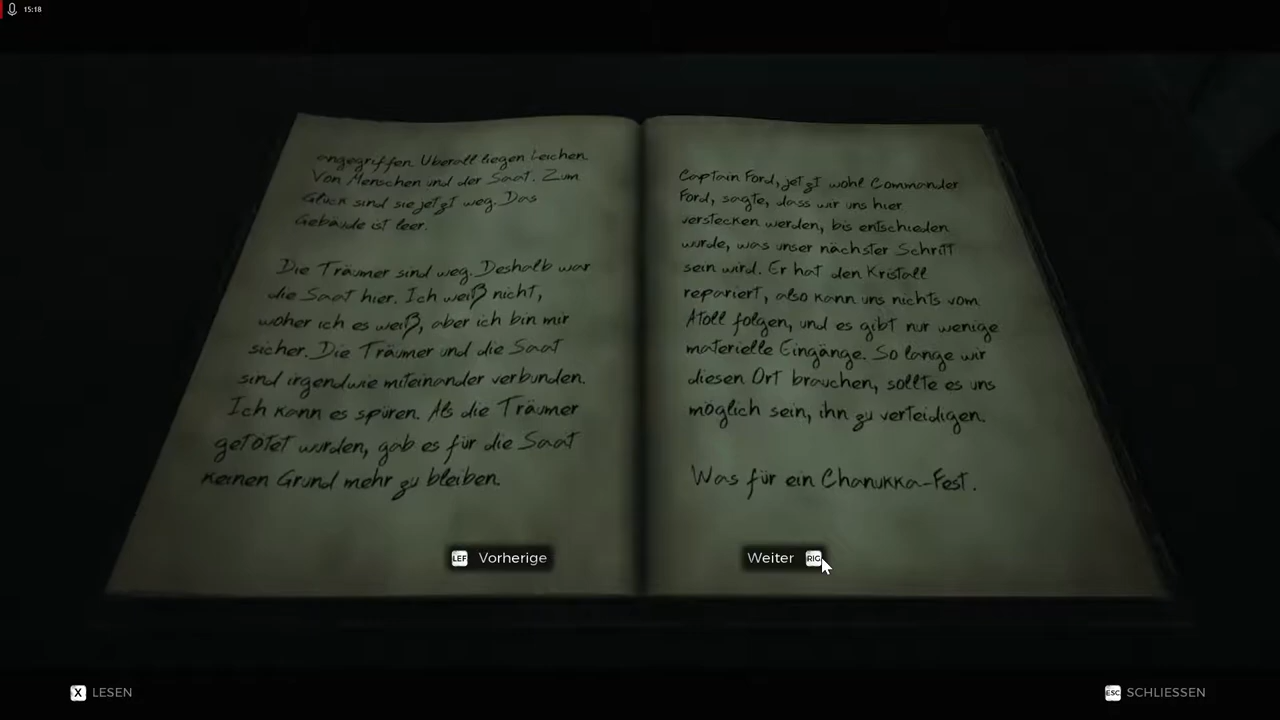 15:18
angegriffen. Überall liegen Leichen.
Von Menschen und der Saat. Zum
Glück sind sie jetzt weg. Das
Gebäude ist leer.
Die Träumer sind weg. Deshalb war
die Saat hier. Ich weiß nicht,
woher ich es weiß, aber ich bin mir
sicher. Die Träumer und die Saat
sind irgendwie miteinander verbunden.
Ich kann es spüren. Als die Träumer
getötet wurden, gab es für die Saat
keinen Grund mehr zu bleiben.
Captain Ford, jetzt wohl Commander
Ford, sagte, dass wir uns hier
verstecken werden, bis entschieden
wurde, was unser nächster Schritt
sein wird. Er hat den Kristall
repariert, also kann uns nichts vom
Atoll folgen, und es gibt nur wenige
materielle Eingänge. So lange wir
diesen Ort brauchen, sollte es uns
möglich sein, ihn zu verteidigen.
Was für ein Chanukka-Fest.
LEF Vorherige
Weiter RIG
X LESEN
ESC SCHLIESSEN